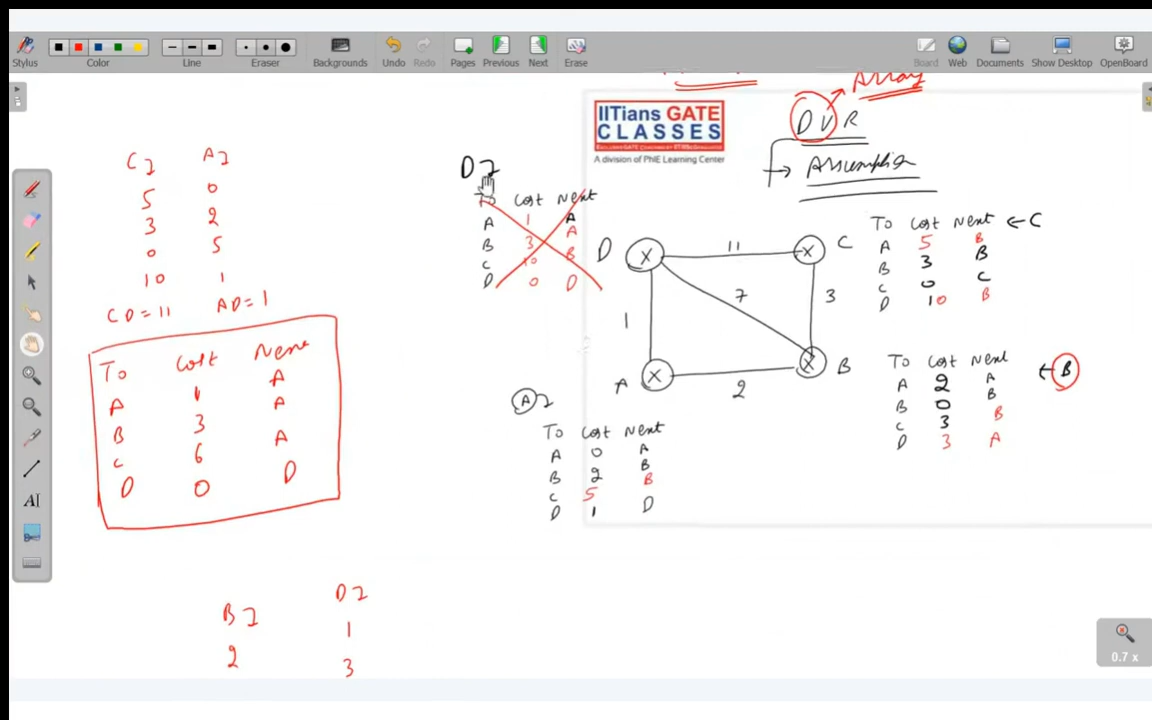 Stylus Color Line Eraser Backgrounds Undo Redo Pages Previous Next Erase Board Web Documents Show Desktop OpenBoard
Array
IITians GATE
CLASSES
A division of PhIE Learning Center
DVR
→ Assumption
C] A]
5 0
3 2
0 5
10 1
CD=11 AD=1
To Cost Next
A 1 A
B 3 A
C 6 A
D 0 D
D]
To Cost Next
A 1 A
B 3 A
C 10 B
D 0 D
D 11 C
7
1 3
A 2 B
To Cost Next ← C
A 5 B
B 3 B
C 0 C
D 10 B
To Cost Next ← B
A 2 A
B 0 B
C 3 B
D 3 A
A]
To Cost Next
A 0 A
B 2 B
C 5 B
D 1 D
B] D]
2 1
3
AI
0.7 x